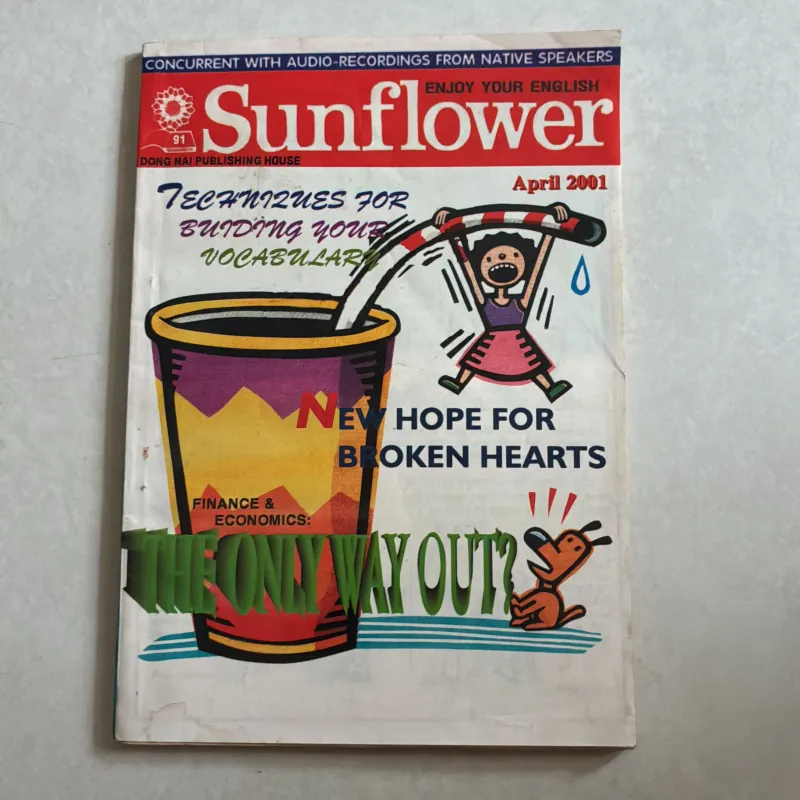 CONCURRENT WITH AUDIO-RECORDINGS FROM NATIVE SPEAKERS
ENJOY YOUR ENGLISH
Sunflower
91
DONG NAI PUBLISHING HOUSE
April 2001
TECHNIZUES FOR
BUIDING YOUR
VOCABULARY
NEW HOPE FOR
BROKEN HEARTS
FINANCE &
ECONOMICS:
THE ONLY WAY OUT?